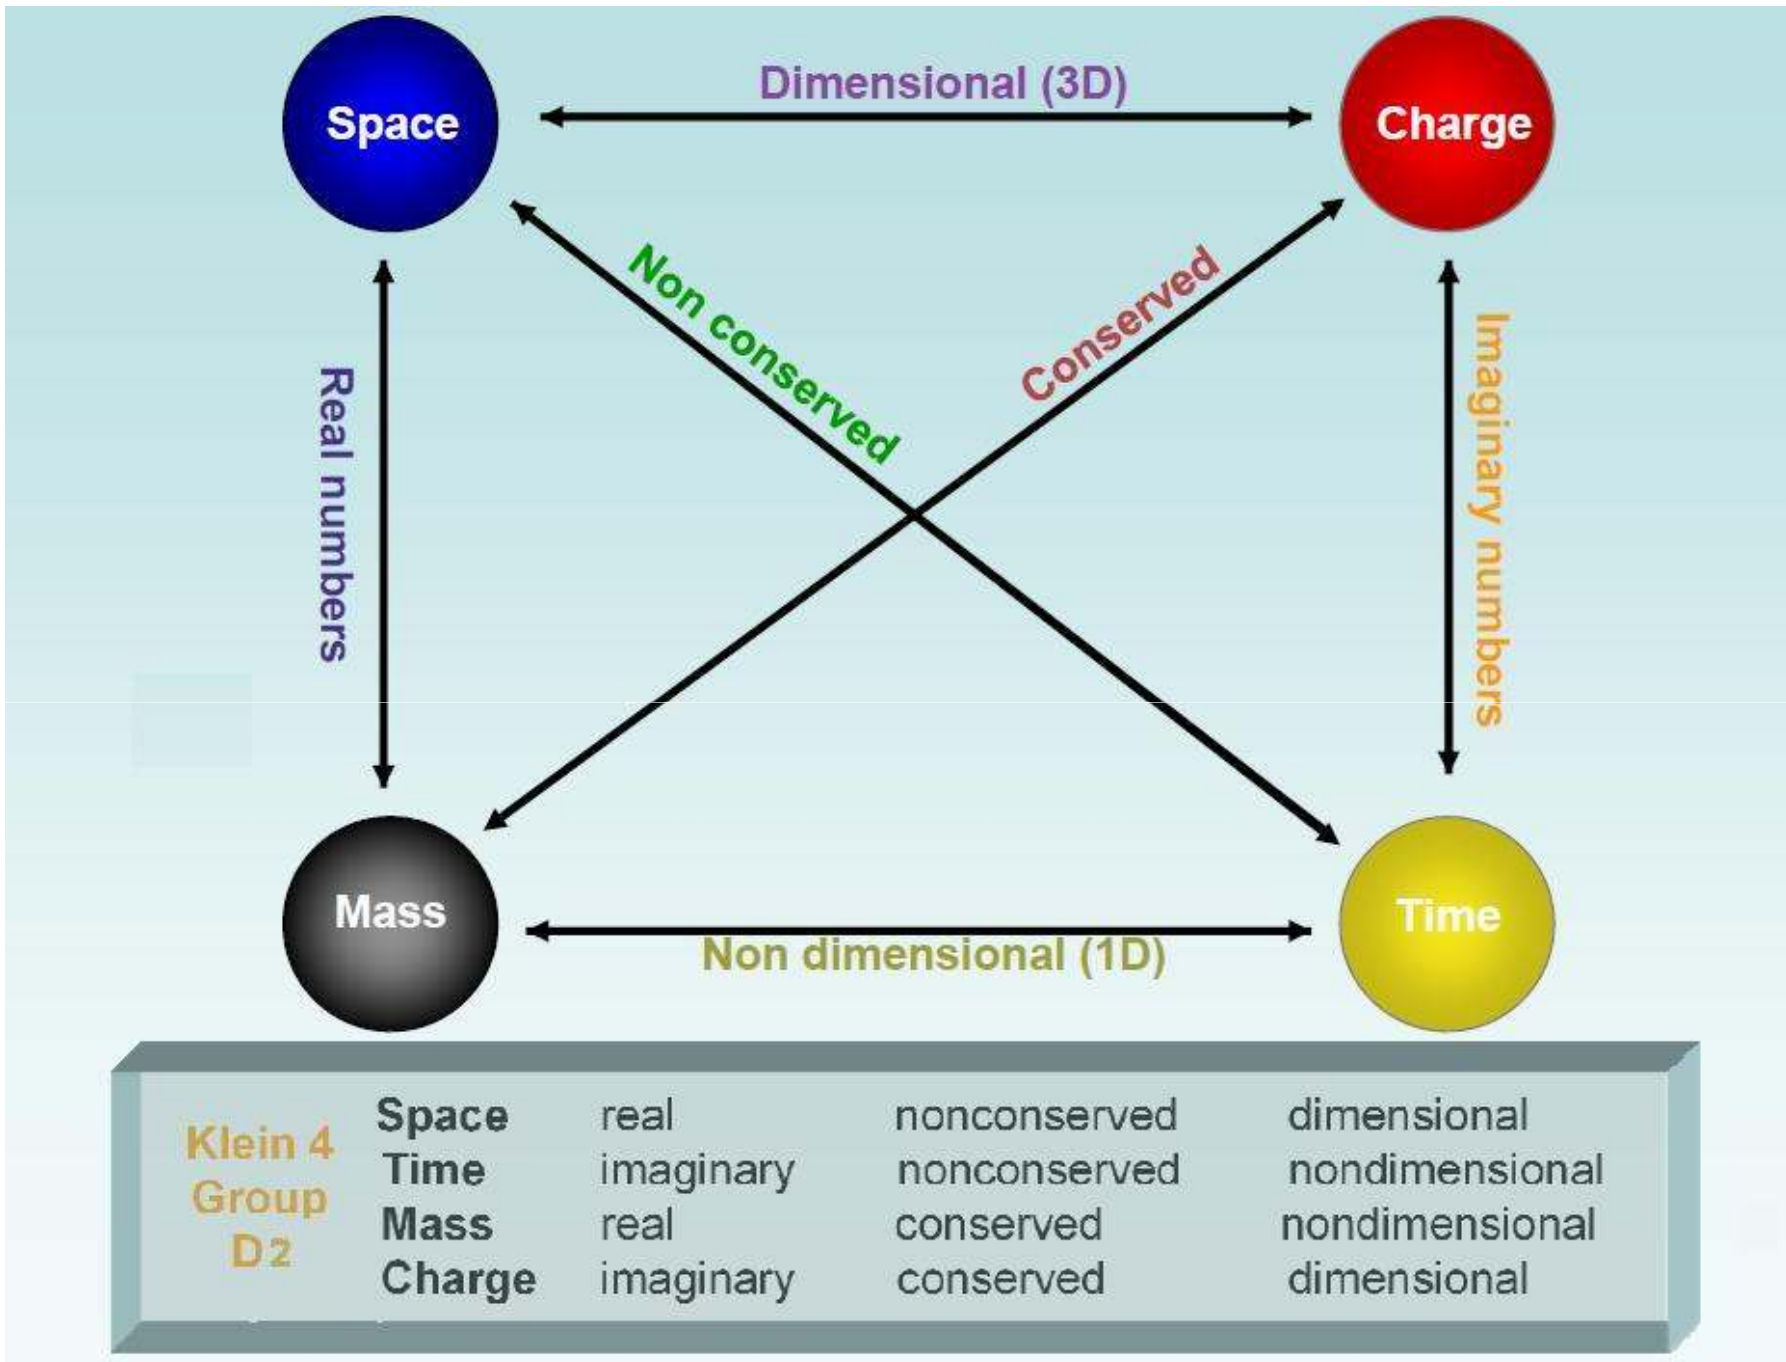 Space
Dimensional (3D)
Charge
Non conserved
Conserved
Real numbers
Imaginary numbers
Mass
Non dimensional (1D)
Time
Klein 4
Group
D2
Space real nonconserved dimensional
Time imaginary nonconserved nondimensional
Mass real conserved nondimensional
Charge imaginary conserved dimensional